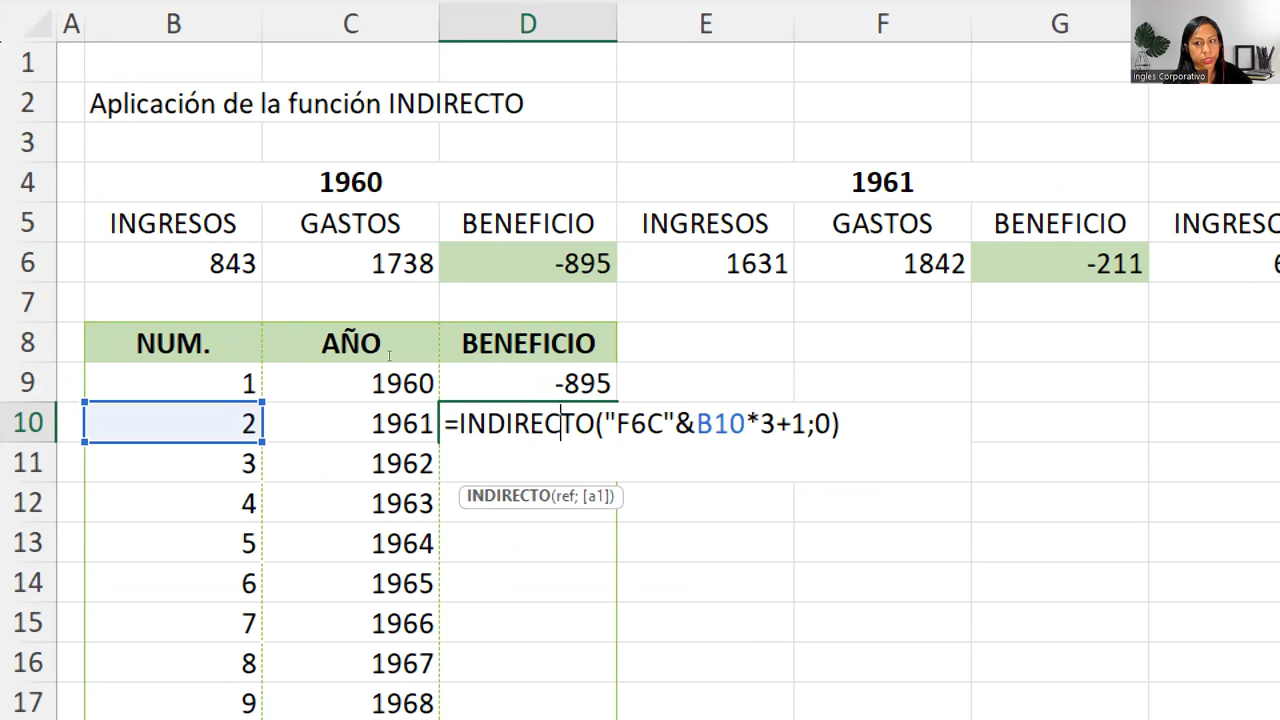 A B C D E F G
Ingles Corporativo
1
2 Aplicación de la función INDIRECTO
3
4 1960 1961
5 INGRESOS GASTOS BENEFICIO INGRESOS GASTOS BENEFICIO INGRESO
6 843 1738 -895 1631 1842 -211 6
7
8 NUM. AÑO BENEFICIO
9 1 1960 -895
10 2 1961 =INDIRECTO("F6C"&B10*3+1;0)
11 3 1962
INDIRECTO(ref; [a1])
12 4 1963
13 5 1964
14 6 1965
15 7 1966
16 8 1967
17 9 1968